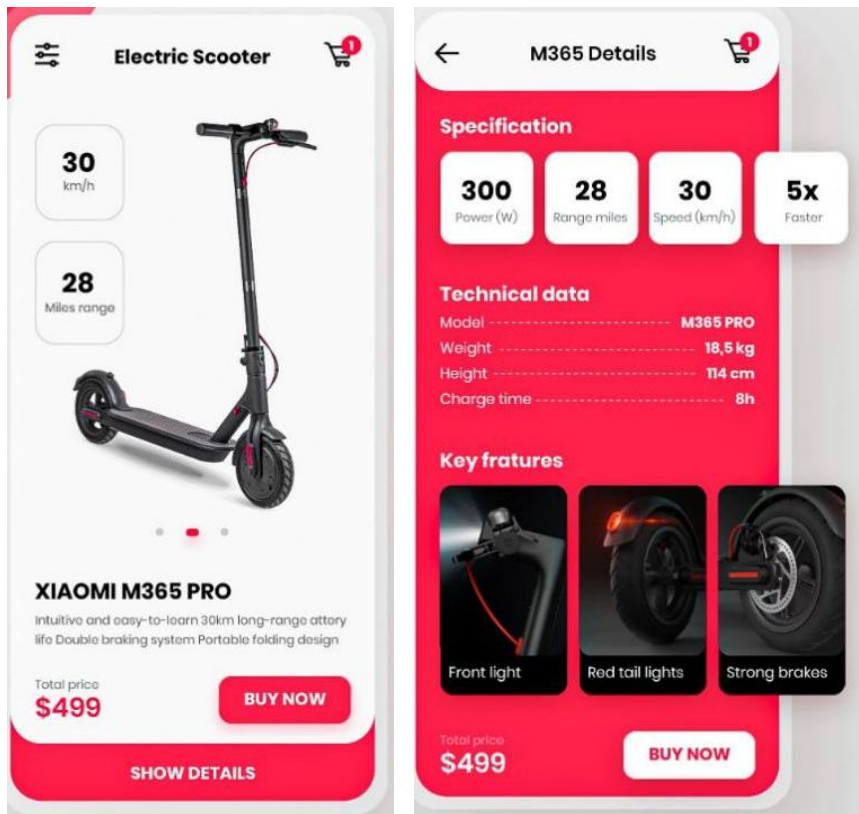 Electric Scooter
1
30
km/h
28
Miles range
XIAOMI M365 PRO
Intuitive and easy-to-learn 30km long-range attery
life Double braking system Portable folding design
Total price
$499
BUY NOW
SHOW DETAILS
M365 Details
1
Specification
300
Power (W)
28
Range miles
30
Speed (km/h)
5x
Faster
Technical data
Model M365 PRO
Weight 18,5 kg
Height 114 cm
Charge time 8h
Key fratures
Front light
Red tail lights
Strong brakes
Total price
$499
BUY NOW